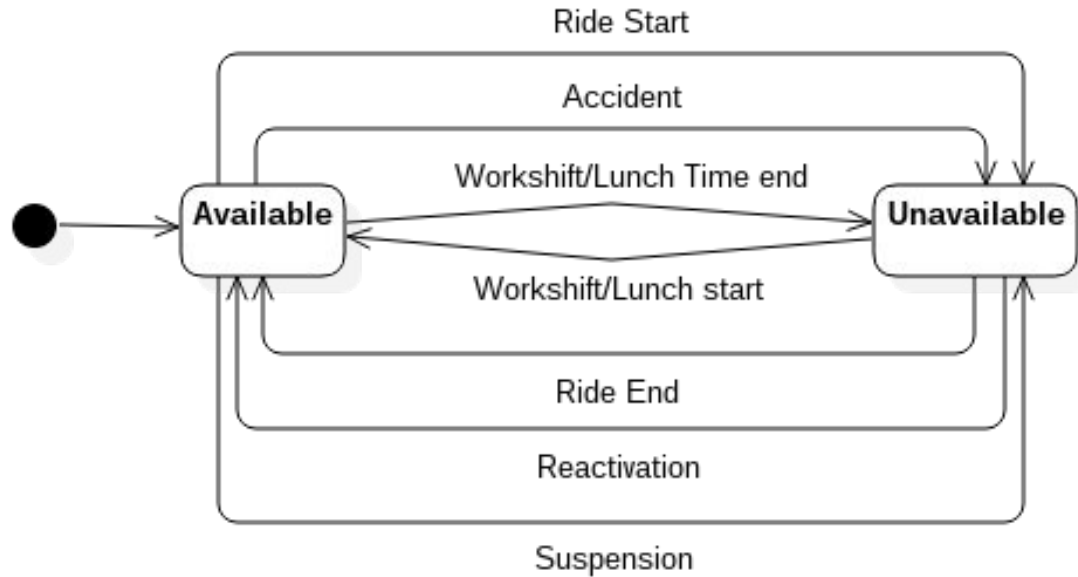 Ride Start
Accident
Workshift/Lunch Time end
Available
Unavailable
Workshift/Lunch start
Ride End
Reactivation
Suspension